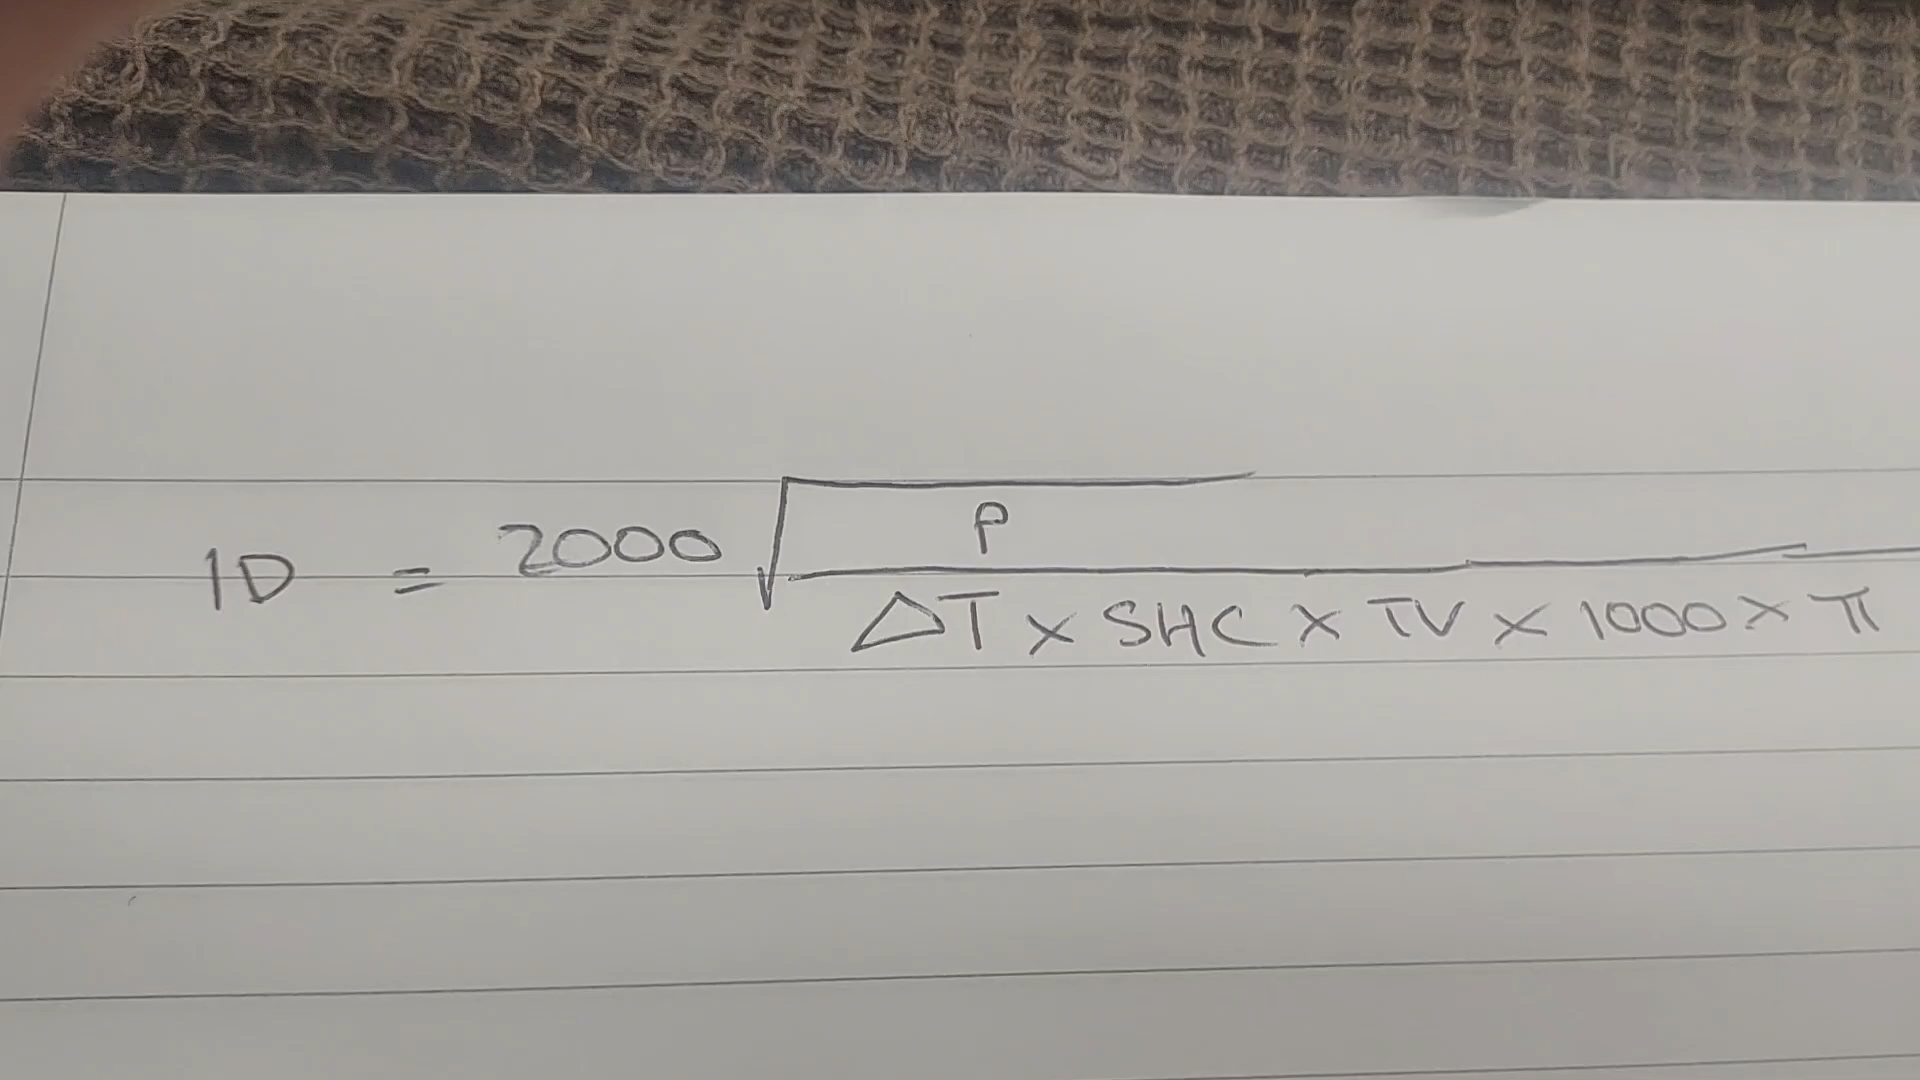 ID = 2000 √ P / ΔT × SHC × TV × 1000 × π